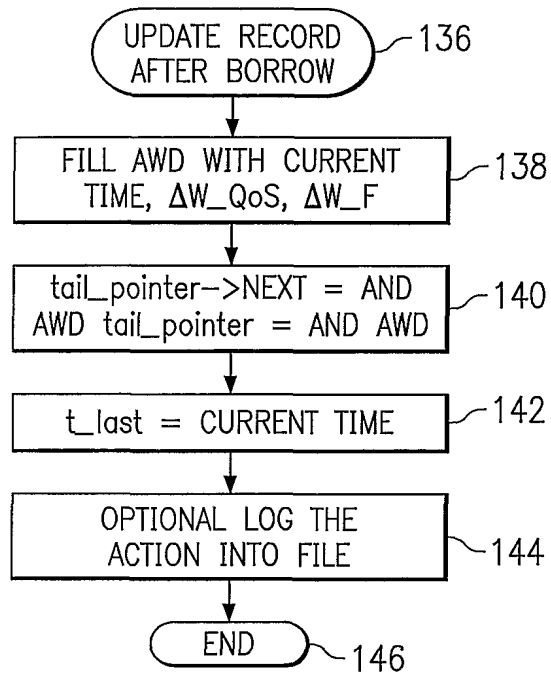 UPDATE RECORD
AFTER BORROW
136
FILL AWD WITH CURRENT
TIME, ΔW_QoS, ΔW_F
138
tail_pointer->NEXT = AND
AWD tail_pointer = AND AWD
140
t_last = CURRENT TIME
142
OPTIONAL LOG THE
ACTION INTO FILE
144
END
146